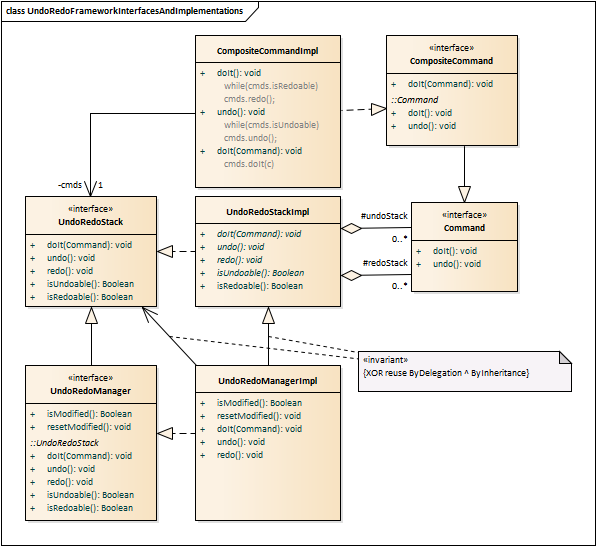 class UndoRedoFrameworkInterfacesAndImplementations
CompositeCommandImpl
+ doIt(): void
while(cmds.isRedoable)
cmds.redo();
+ undo(): void
while(cmds.isUndoable)
cmds.undo();
+ doIt(Command): void
cmds.doIt(c)
«interface»
CompositeCommand
+ doIt(Command): void
::Command
+ doIt(): void
+ undo(): void
-cmds 1
«interface»
UndoRedoStack
+ doIt(Command): void
+ undo(): void
+ redo(): void
+ isUndoable(): Boolean
+ isRedoable(): Boolean
UndoRedoStackImpl
+ doIt(Command): void
+ undo(): void
+ redo(): void
+ isUndoable(): Boolean
+ isRedoable(): Boolean
#undoStack
0..*
#redoStack
0..*
«interface»
Command
+ doIt(): void
+ undo(): void
«invariant»
{XOR reuse ByDelegation ^ ByInheritance}
«interface»
UndoRedoManager
+ isModified(): Boolean
+ resetModified(): void
::UndoRedoStack
+ doIt(Command): void
+ undo(): void
+ redo(): void
+ isUndoable(): Boolean
+ isRedoable(): Boolean
UndoRedoManagerImpl
+ isModified(): Boolean
+ resetModified(): void
+ doIt(Command): void
+ undo(): void
+ redo(): void